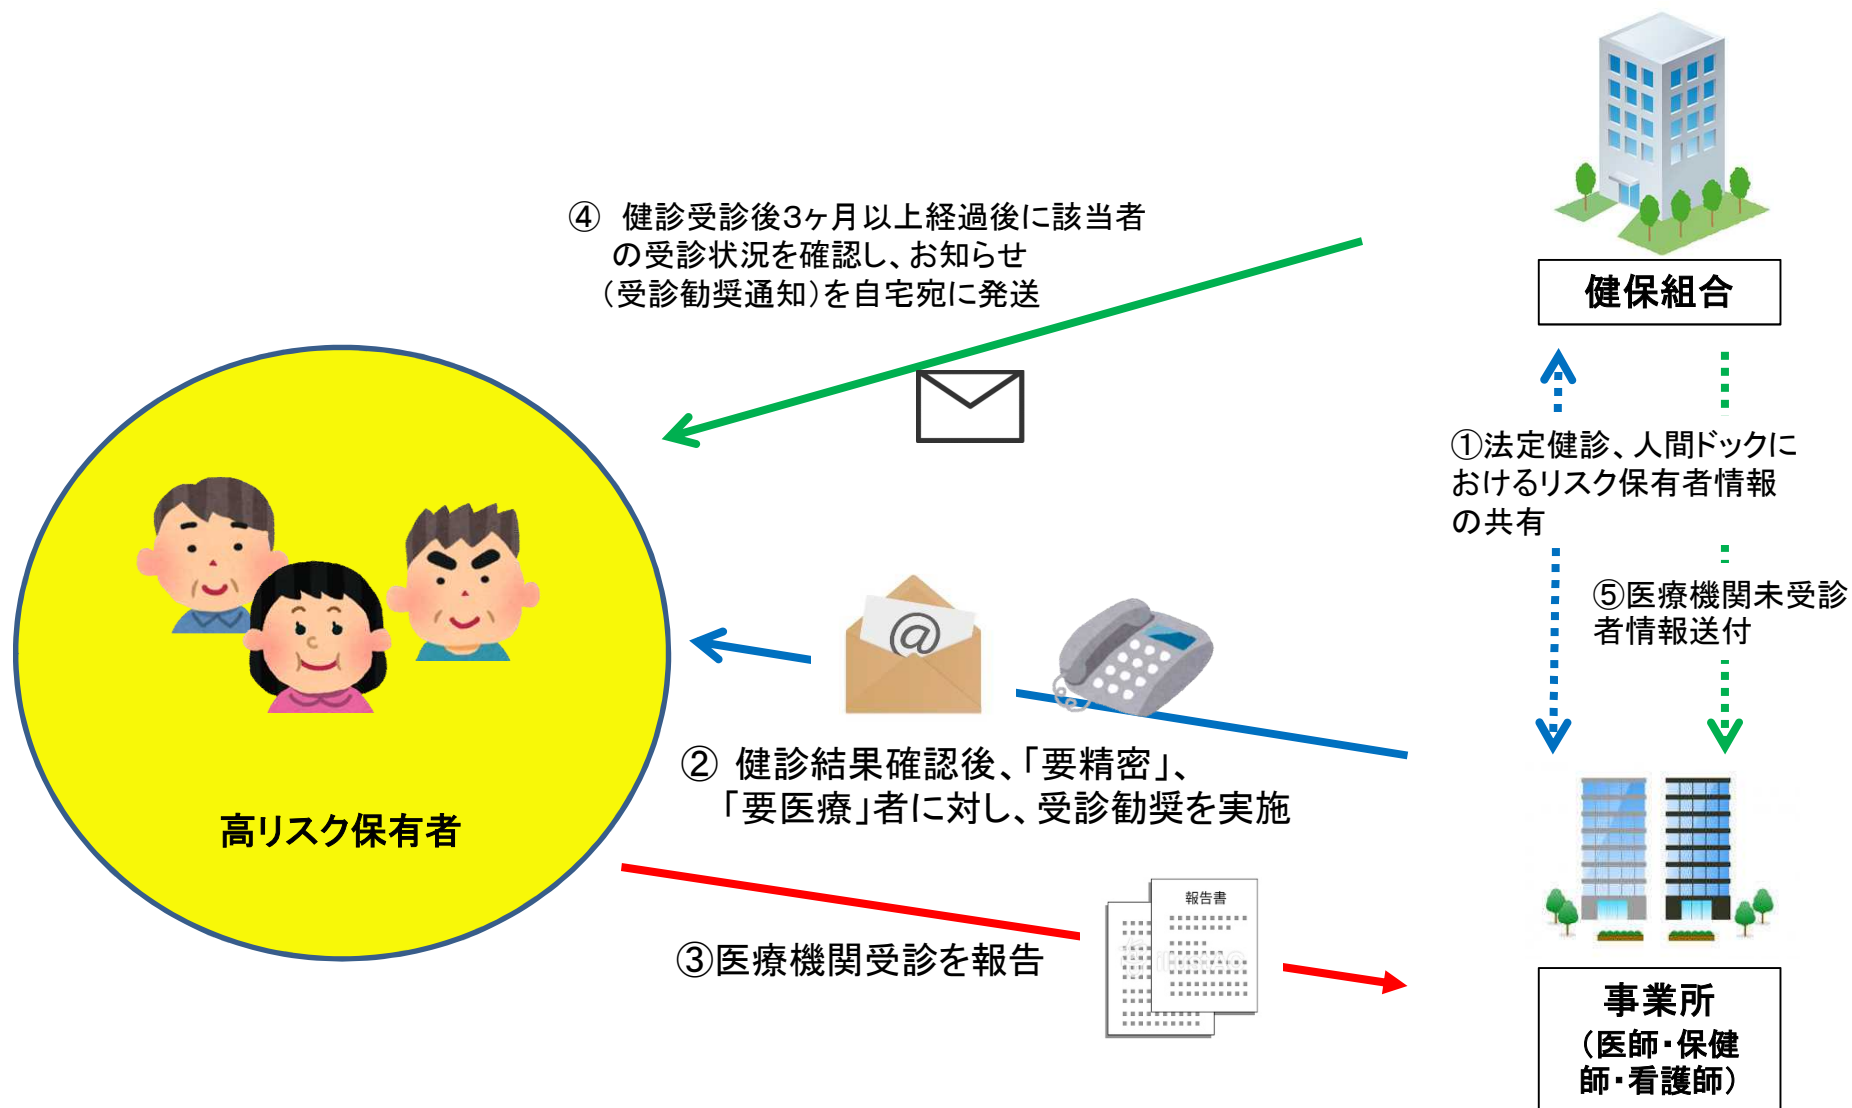 健保組合
④ 健診受診後3ヶ月以上経過後に該当者
の受診状況を確認し、お知らせ
（受診勧奨通知）を自宅宛に発送
①法定健診、人間ドックに
おけるリスク保有者情報
の共有
⑤医療機関未受診
者情報送付
@
② 健診結果確認後、「要精密」、
「要医療」者に対し、受診勧奨を実施
高リスク保有者
報告書
③医療機関受診を報告
事業所
（医師・保健
師・看護師）